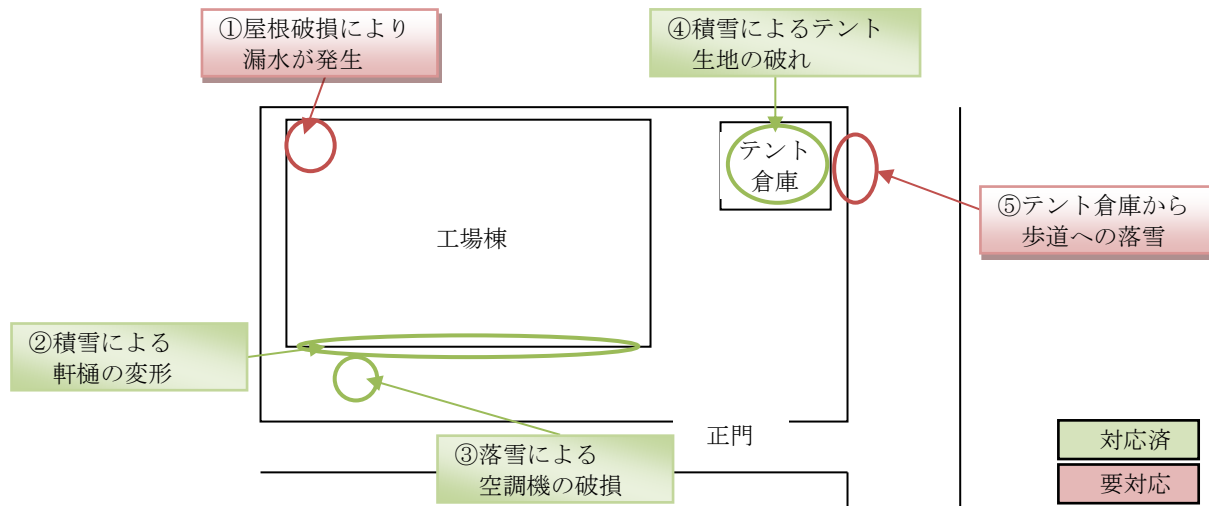 ①屋根破損により
漏水が発生
④積雪によるテント
生地の破れ
テント
倉庫
⑤テント倉庫から
歩道への落雪
工場棟
②積雪による
軒樋の変形
正門
③落雪による
空調機の破損
対応済
要対応